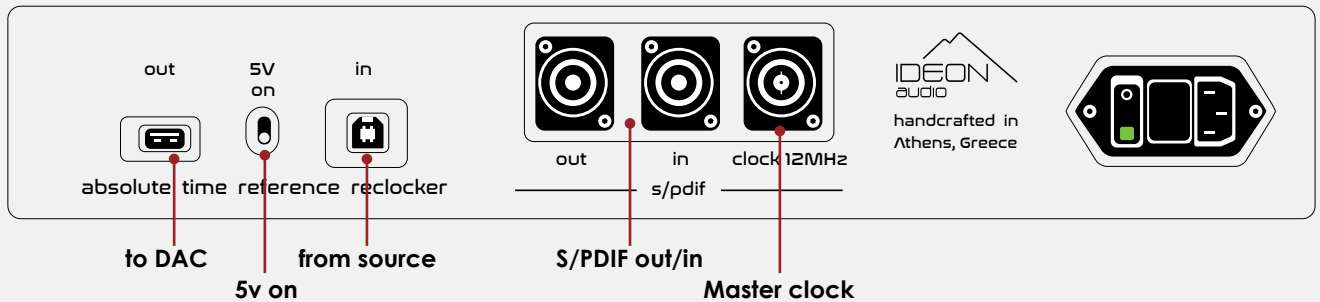 out
5V
on
in
absolute time reference reclocker
out
in
clock 12MHz
s/pdif
IDEON
audio
handcrafted in
Athens, Greece
to DAC
5v on
from source
S/PDIF out/in
Master clock